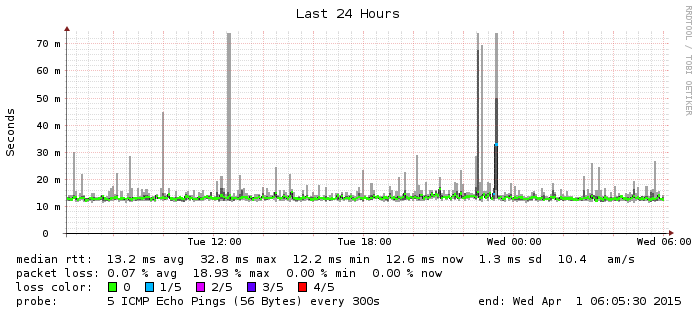 Last 24 Hours
RRDTOOL / TOBI OETIKER
Seconds
70 m
60 m
50 m
40 m
30 m
20 m
10 m
0
Tue 12:00 Tue 18:00 Wed 00:00 Wed 06:00
median rtt: 13.2 ms avg 32.8 ms max 12.2 ms min 12.6 ms now 1.3 ms sd 10.4 am/s
packet loss: 0.07 % avg 18.93 % max 0.00 % min 0.00 % now
loss color: 0 1/5 2/5 3/5 4/5
probe: 5 ICMP Echo Pings (56 Bytes) every 300s end: Wed Apr 1 06:05:30 2015